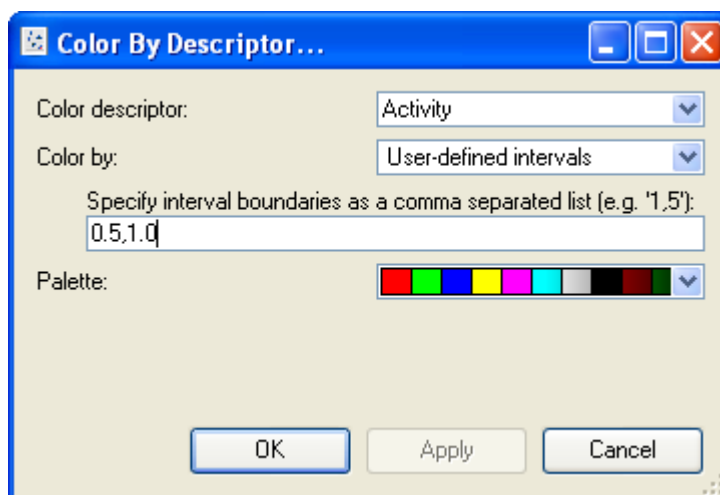 Color By Descriptor...
Color descriptor: Activity
Color by: User-defined intervals
Specify interval boundaries as a comma separated list (e.g. '1,5'):
0.5,1.0
Palette:
OK Apply Cancel